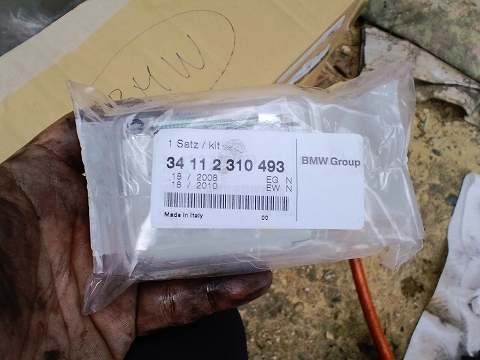 BMW
1 Satz / kit
34 11 2 310 493
BMW Group
18 / 2008 EG N
18 / 2010 EW N
Made in Italy 00